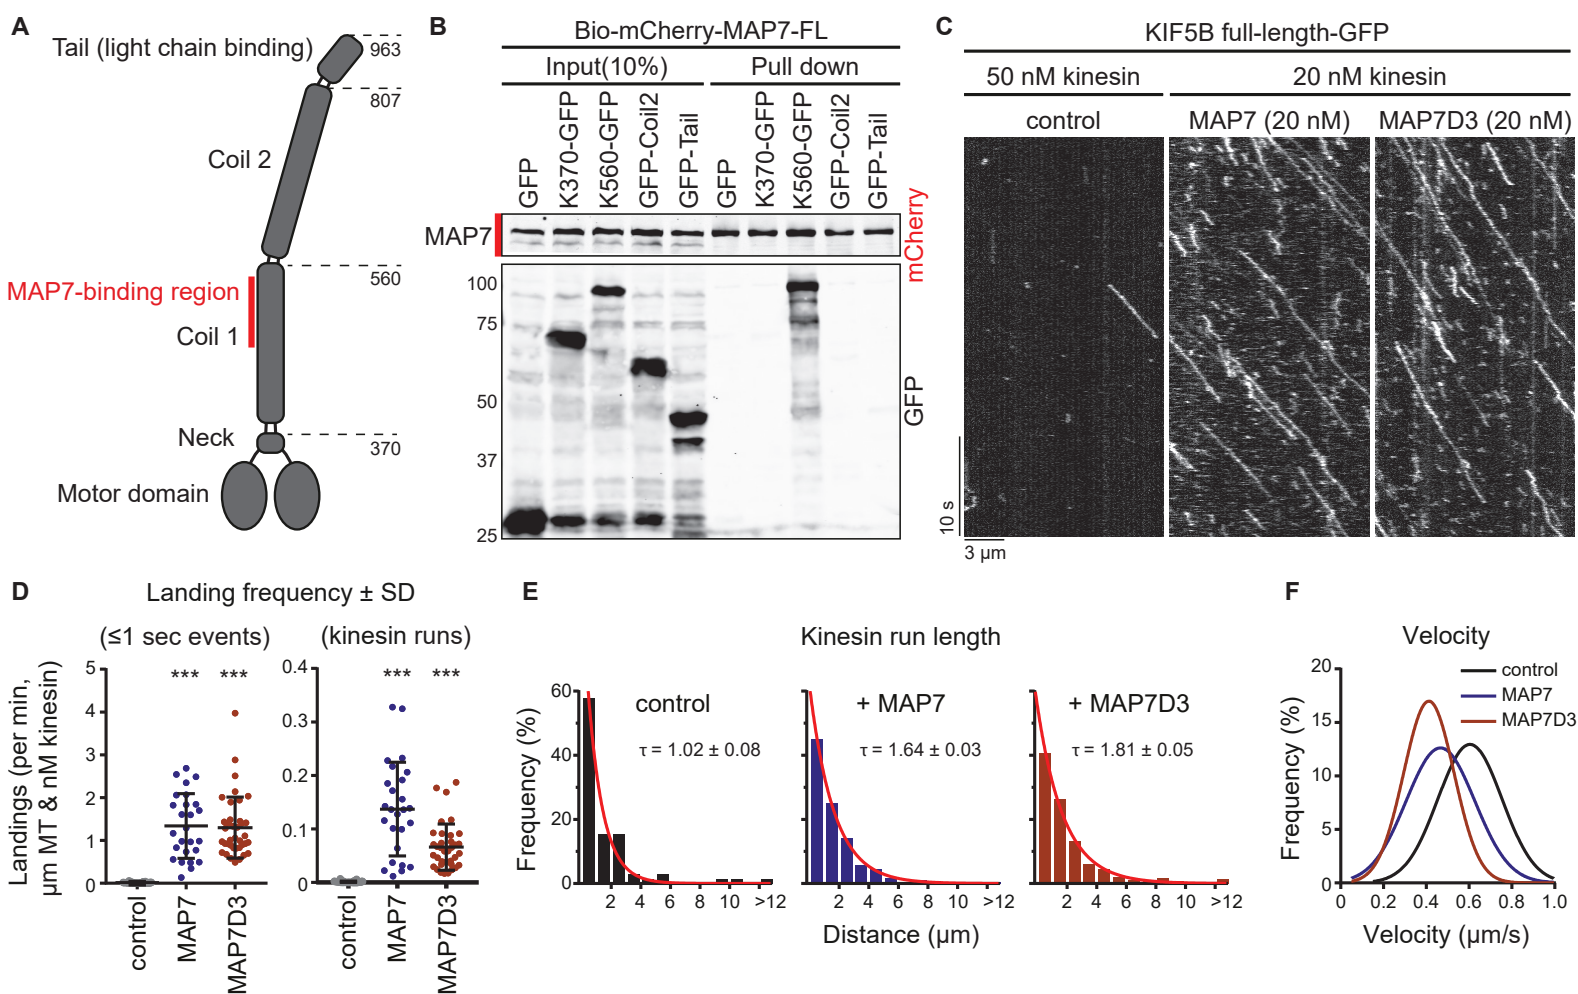 A
Tail (light chain binding)
963
807
Coil 2
560
MAP7-binding region
Coil 1
Neck
370
Motor domain
B
Bio-mCherry-MAP7-FL
Input(10%)
Pull down
GFP
K370-GFP
K560-GFP
GFP-Coil2
GFP-Tail
GFP
K370-GFP
K560-GFP
GFP-Coil2
GFP-Tail
MAP7
mCherry
100
75
50
37
25
GFP
C
KIF5B full-length-GFP
50 nM kinesin
20 nM kinesin
control
MAP7 (20 nM)
MAP7D3 (20 nM)
10 s
3 µm
D
Landing frequency ± SD
(≤1 sec events)
(kinesin runs)
Landings (per min,
µm MT & nM kinesin)
5
4
3
2
1
0
***
***
control
MAP7
MAP7D3
0.4
0.3
0.2
0.1
0
***
***
control
MAP7
MAP7D3
E
Kinesin run length
Frequency (%)
60
40
20
0
control
τ = 1.02 ± 0.08
2 4 6 8 10 >12
+ MAP7
τ = 1.64 ± 0.03
2 4 6 8 10 >12
+ MAP7D3
τ = 1.81 ± 0.05
2 4 6 8 10 >12
Distance (µm)
F
Velocity
control
MAP7
MAP7D3
Frequency (%)
20
15
10
5
0
0 0.2 0.4 0.6 0.8 1.0
Velocity (µm/s)